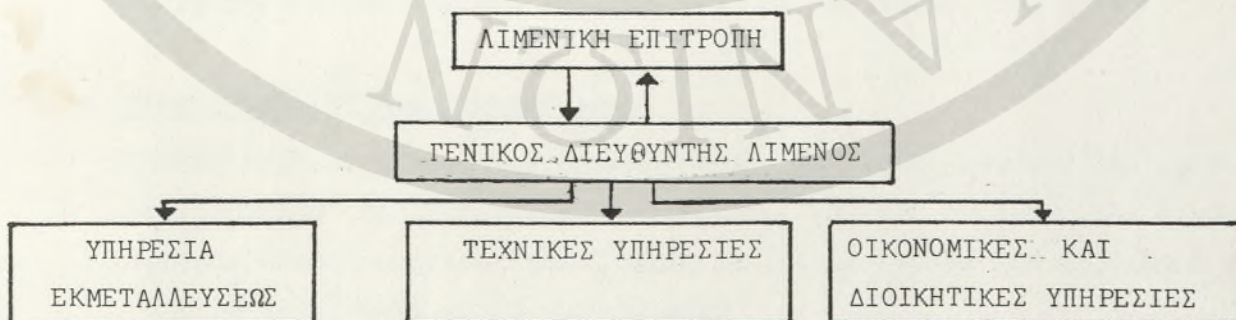 ΛΙΜΕΝΙΚΗ ΕΠΙΤΡΟΠΗ
ΓΕΝΙΚΟΣ ΔΙΕΥΘΥΝΤΗΣ ΛΙΜΕΝΟΣ
ΥΠΗΡΕΣΙΑ
ΕΚΜΕΤΑΛΛΕΥΣΕΩΣ
ΤΕΧΝΙΚΕΣ ΥΠΗΡΕΣΙΕΣ
ΟΙΚΟΝΟΜΙΚΕΣ ΚΑΙ
ΔΙΟΙΚΗΤΙΚΕΣ ΥΠΗΡΕΣΙΕΣ